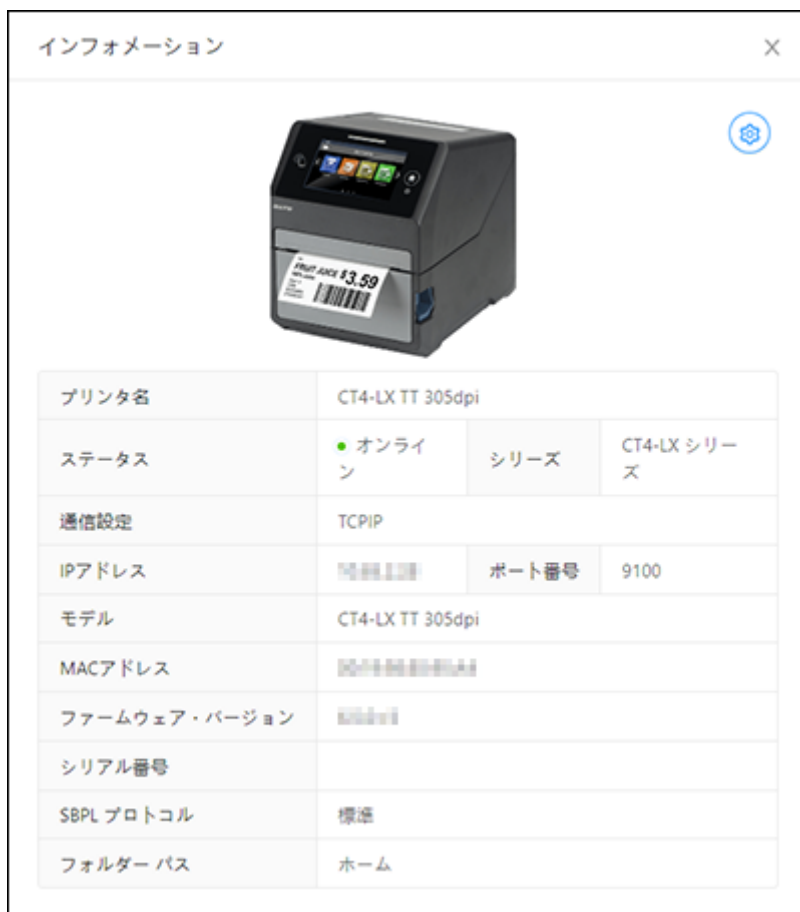 インフォメーション
SATO
FRUIT JUICE $3.59
プリンタ名 CT4-LX TT 305dpi
ステータス オンライン シリーズ CT4-LX シリーズ
通信設定 TCPIP
IPアドレス ポート番号 9100
モデル CT4-LX TT 305dpi
MACアドレス
ファームウェア・バージョン
シリアル番号
SBPL プロトコル 標準
フォルダー パス ホーム